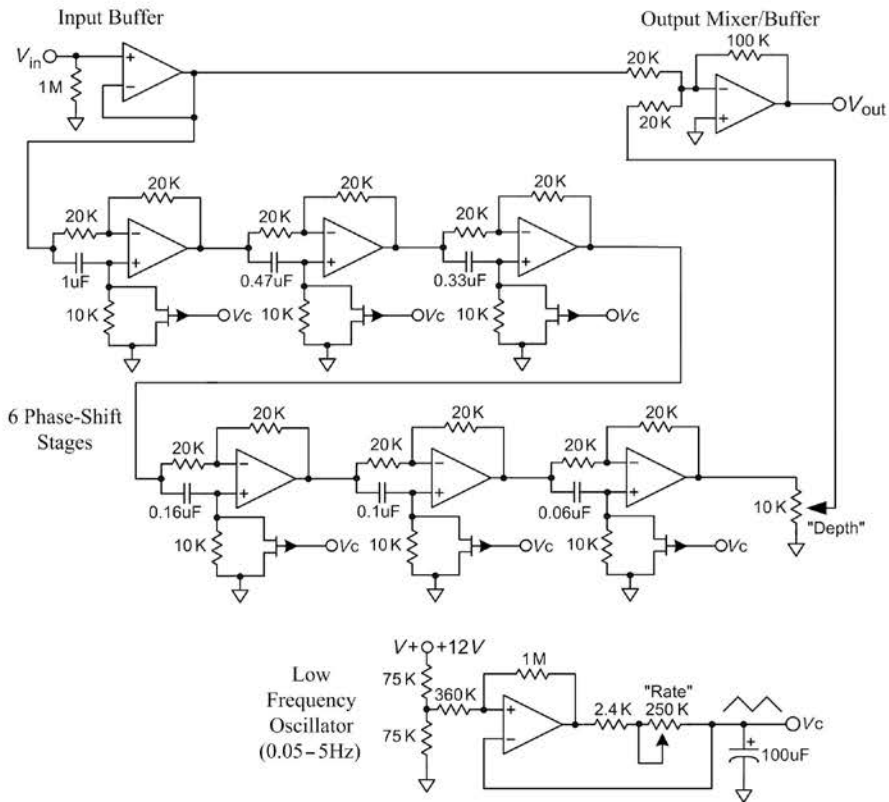 Input Buffer
Output Mixer/Buffer
Vin
1M
20K
100K
20K
Vout
20K
20K
20K
20K
20K
20K
1uF
0.47uF
0.33uF
10K
Vc
10K
Vc
10K
Vc
6 Phase-Shift
Stages
20K
20K
20K
20K
20K
20K
0.16uF
0.1uF
0.06uF
10K
"Depth"
10K
Vc
10K
Vc
10K
Vc
Low
Frequency
Oscillator
(0.05–5Hz)
V+ +12V
75K
360K
75K
1M
2.4K
"Rate"
250K
Vc
100uF